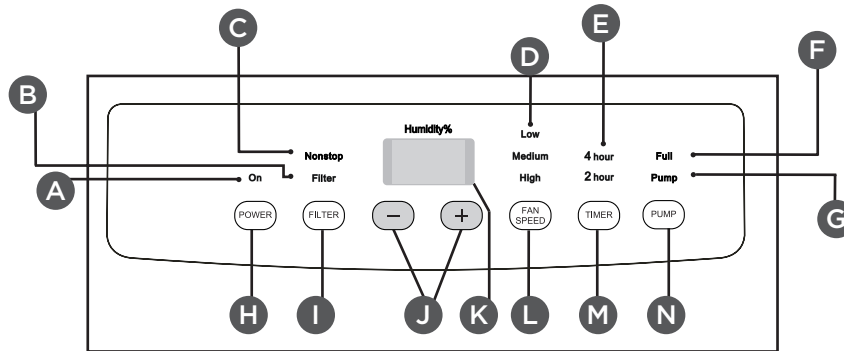 C
D
E
F
B
A
G
Humidity%
Low
Nonstop
Medium
4 hour
Full
On
Filter
High
2 hour
Pump
POWER
FILTER
−
+
FAN SPEED
TIMER
PUMP
H
I
J
K
L
M
N